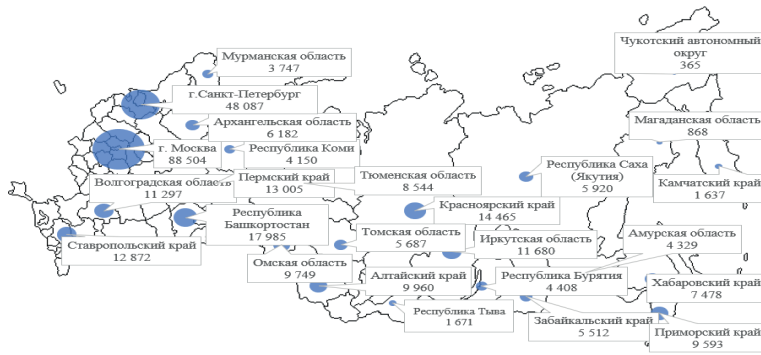 Мурманская область
3 747
Чукотский автономный
округ
365
г.Санкт-Петербург
48 087
Архангельская область
6 182
Магаданская область
868
г. Москва
88 504
Республика Коми
4 150
Волгоградская область
11 297
Пермский край
13 005
Тюменская область
8 544
Республика Саха
(Якутия)
5 920
Камчатский край
1 637
Красноярский край
14 465
Республика
Башкортостан
17 985
Ставропольский край
12 872
Томская область
5 687
Иркутская область
11 680
Амурская область
4 329
Омская область
9 749
Алтайский край
9 960
Республика Бурятия
4 408
Хабаровский край
7 478
Республика Тыва
1 671
Забайкальский край
5 512
Приморский край
9 593